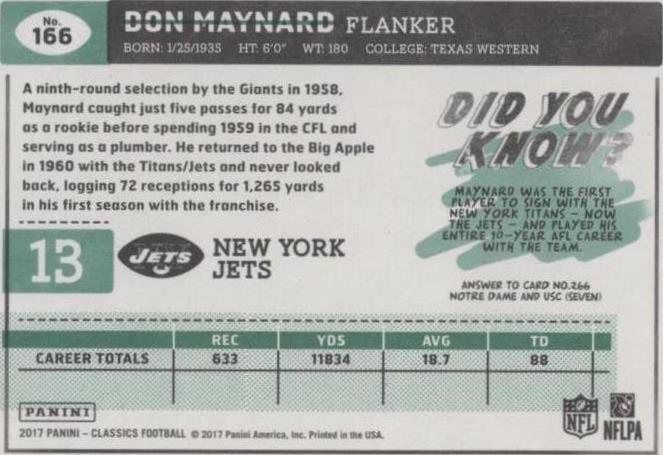 No.
166
DON MAYNARD FLANKER
BORN: 1/25/1935 HT: 6'0" WT: 180 COLLEGE: TEXAS WESTERN
A ninth-round selection by the Giants in 1958,
Maynard caught just five passes for 84 yards
as a rookie before spending 1959 in the CFL and
serving as a plumber. He returned to the Big Apple
in 1960 with the Titans/Jets and never looked
back, logging 72 receptions for 1,265 yards
in his first season with the franchise.
DID YOU
KNOW?
MAYNARD WAS THE FIRST
PLAYER TO SIGN WITH THE
NEW YORK TITANS – NOW
THE JETS – AND PLAYED HIS
ENTIRE 10-YEAR AFL CAREER
WITH THE TEAM.
ANSWER TO CARD NO.266
NOTRE DAME AND USC (SEVEN)
13
JETS
NEW YORK
JETS
REC YDS AVG TD
CAREER TOTALS 633 11834 18.7 88
PANINI
2017 PANINI – CLASSICS FOOTBALL © 2017 Panini America, Inc. Printed in the USA.
NFL
NFLPA